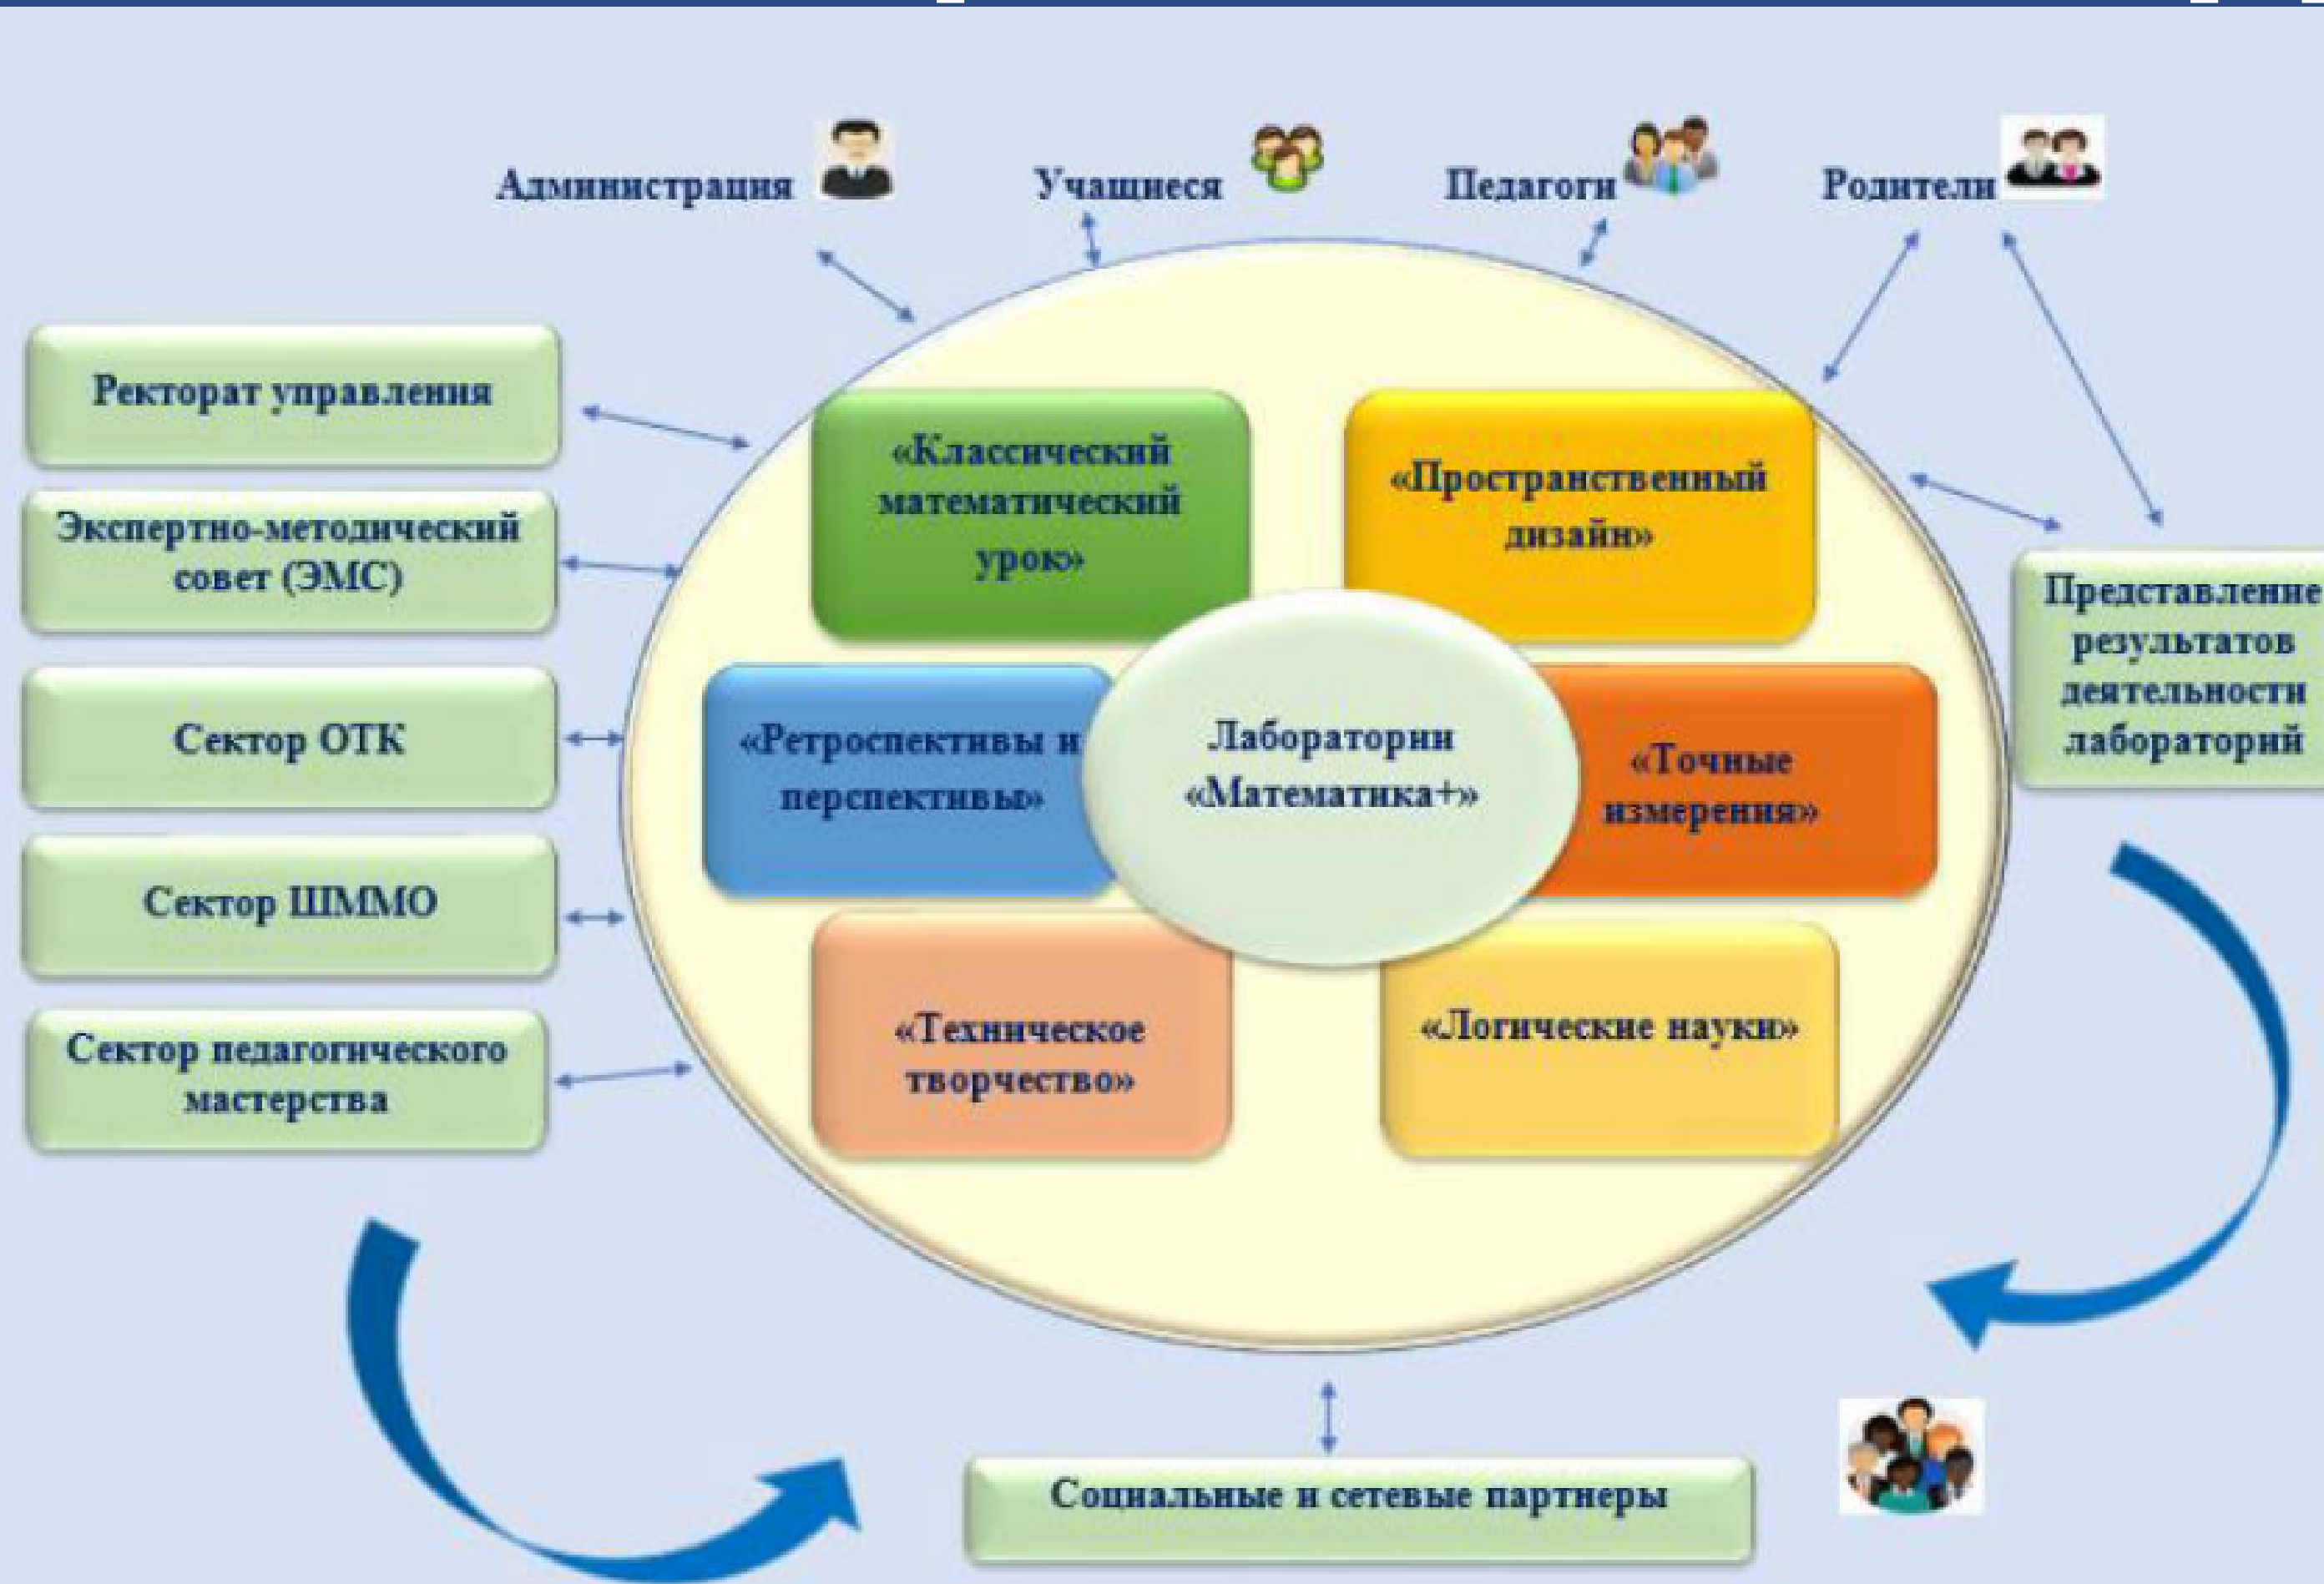 Администрация
Учащиеся
Педагоги
Родители
Ректорат управления
Экспертно-методический
совет (ЭМС)
Сектор ОТК
Сектор ШММО
Сектор педагогического
мастерства
«Классический
математический
урок»
«Пространственный
дизайн»
«Ретроспективы и
перспективы»
Лаборатории
«Математика+»
«Точные
измерения»
«Техническое
творчество»
«Логические науки»
Представление
результатов
деятельности
лабораторий
Социальные и сетевые партнеры